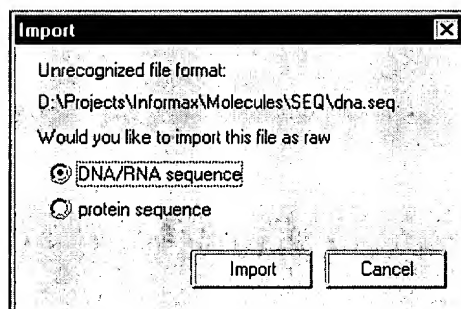 Import
Unrecognized file format:
D:\Projects\Informax\Molecules\SEQ\dna.seq.
Would you like to import this file as raw
DNA/RNA sequence
protein sequence
Import Cancel